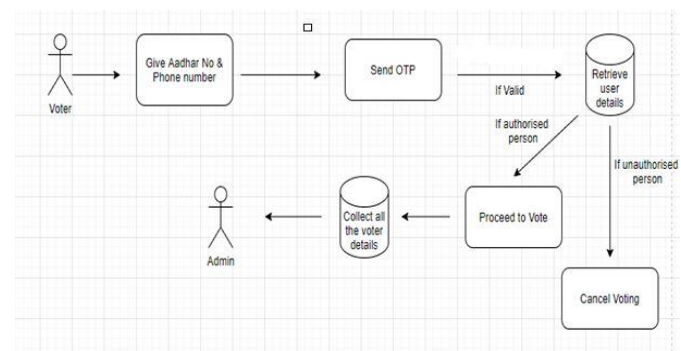 Voter
Give Aadhar No &
Phone number
Send OTP
If Valid
Retrieve
user
details
If authorised
person
If unauthorised
person
Admin
Collect all
the voter
details
Proceed to Vote
Cancel Voting